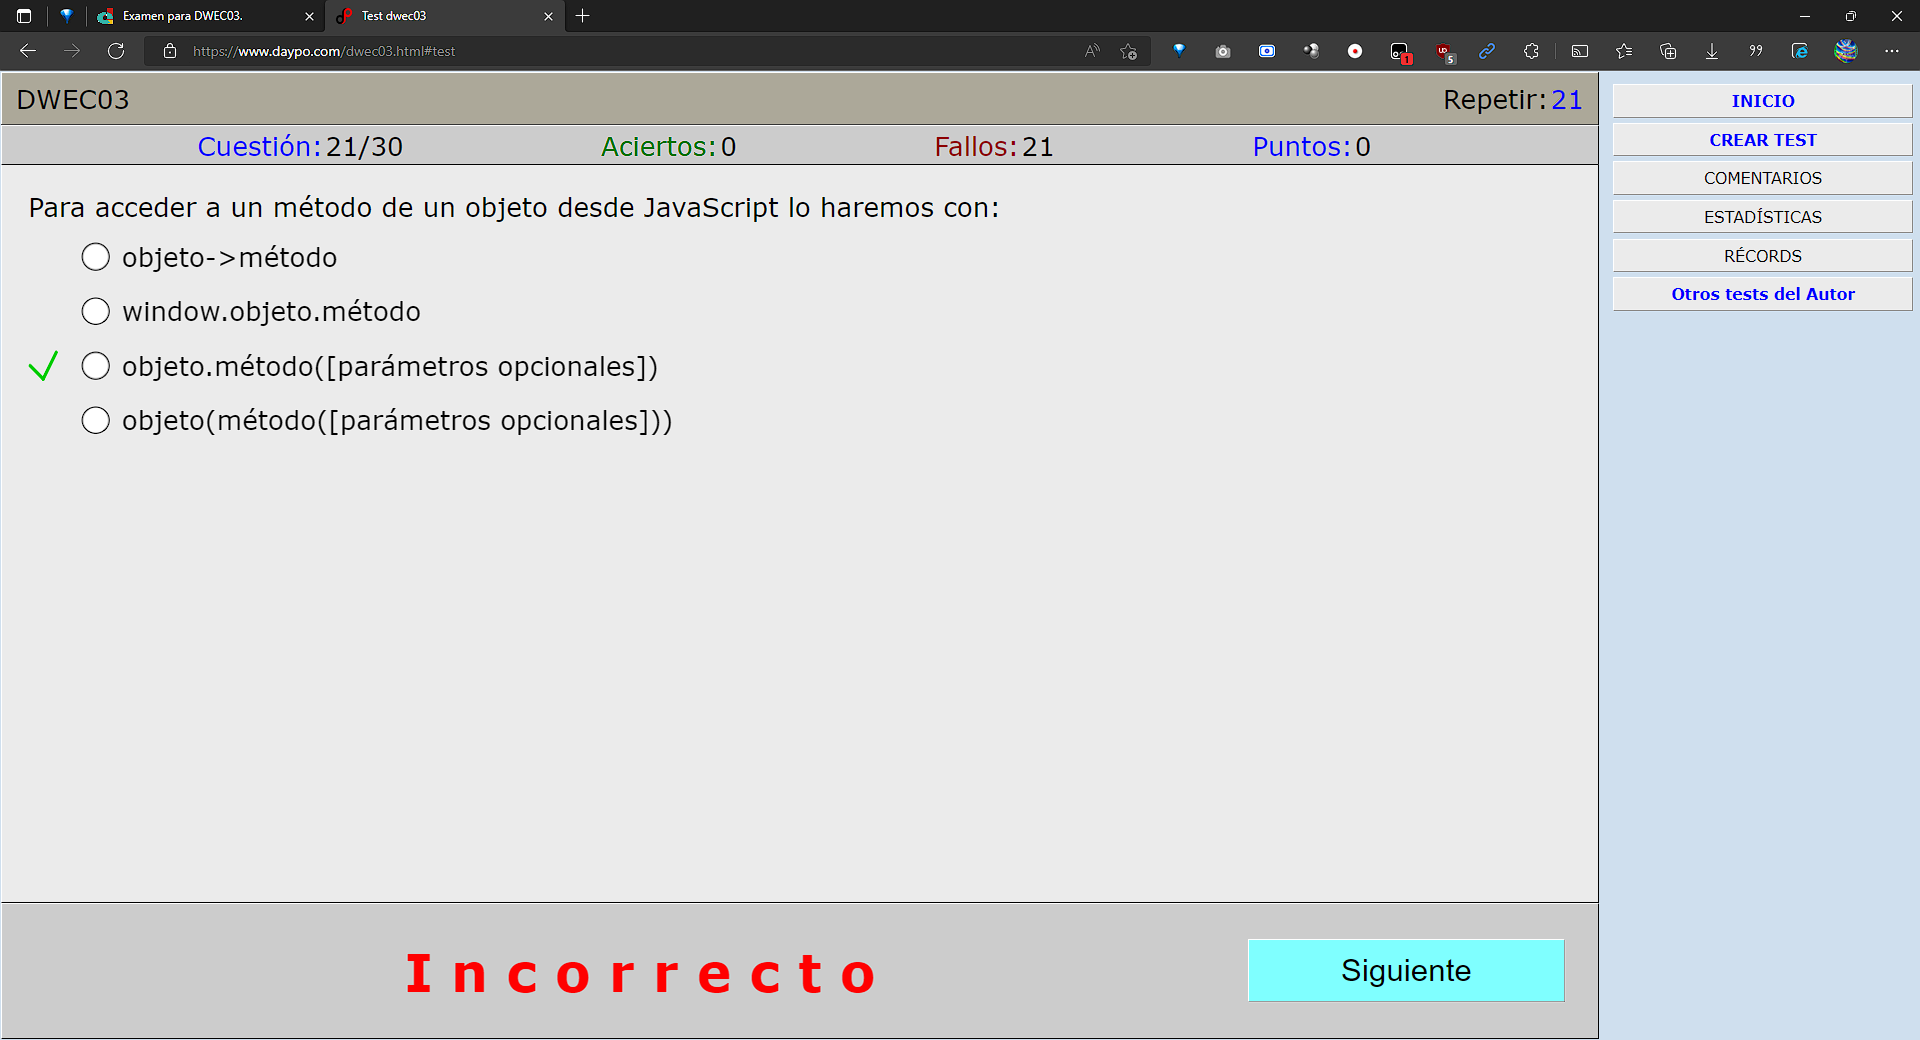 Examen para DWEC03.
Test dwec03
https://www.daypo.com/dwec03.html#test
1
5
DWEC03
Repetir: 21
Cuestión: 21/30
Aciertos: 0
Fallos: 21
Puntos: 0
Para acceder a un método de un objeto desde JavaScript lo haremos con:
objeto->método
window.objeto.método
objeto.método([parámetros opcionales])
objeto(método([parámetros opcionales]))
Incorrecto
Siguiente
INICIO
CREAR TEST
COMENTARIOS
ESTADÍSTICAS
RÉCORDS
Otros tests del Autor